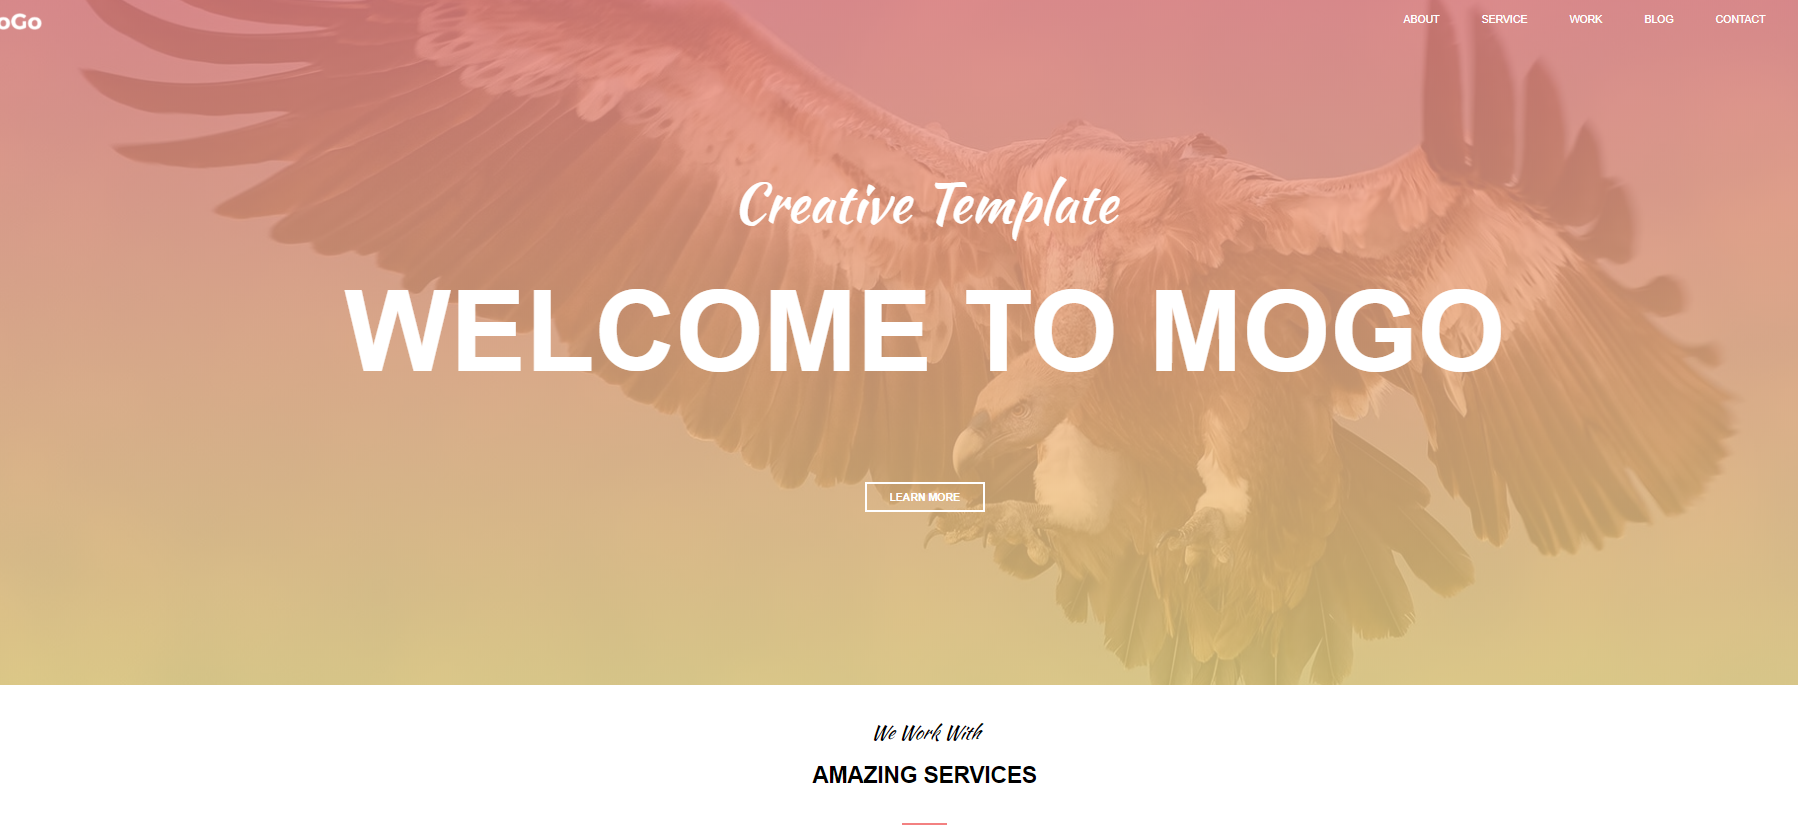 oGo
ABOUT SERVICE WORK BLOG CONTACT
Creative Template
WELCOME TO MOGO
LEARN MORE
We Work With
AMAZING SERVICES